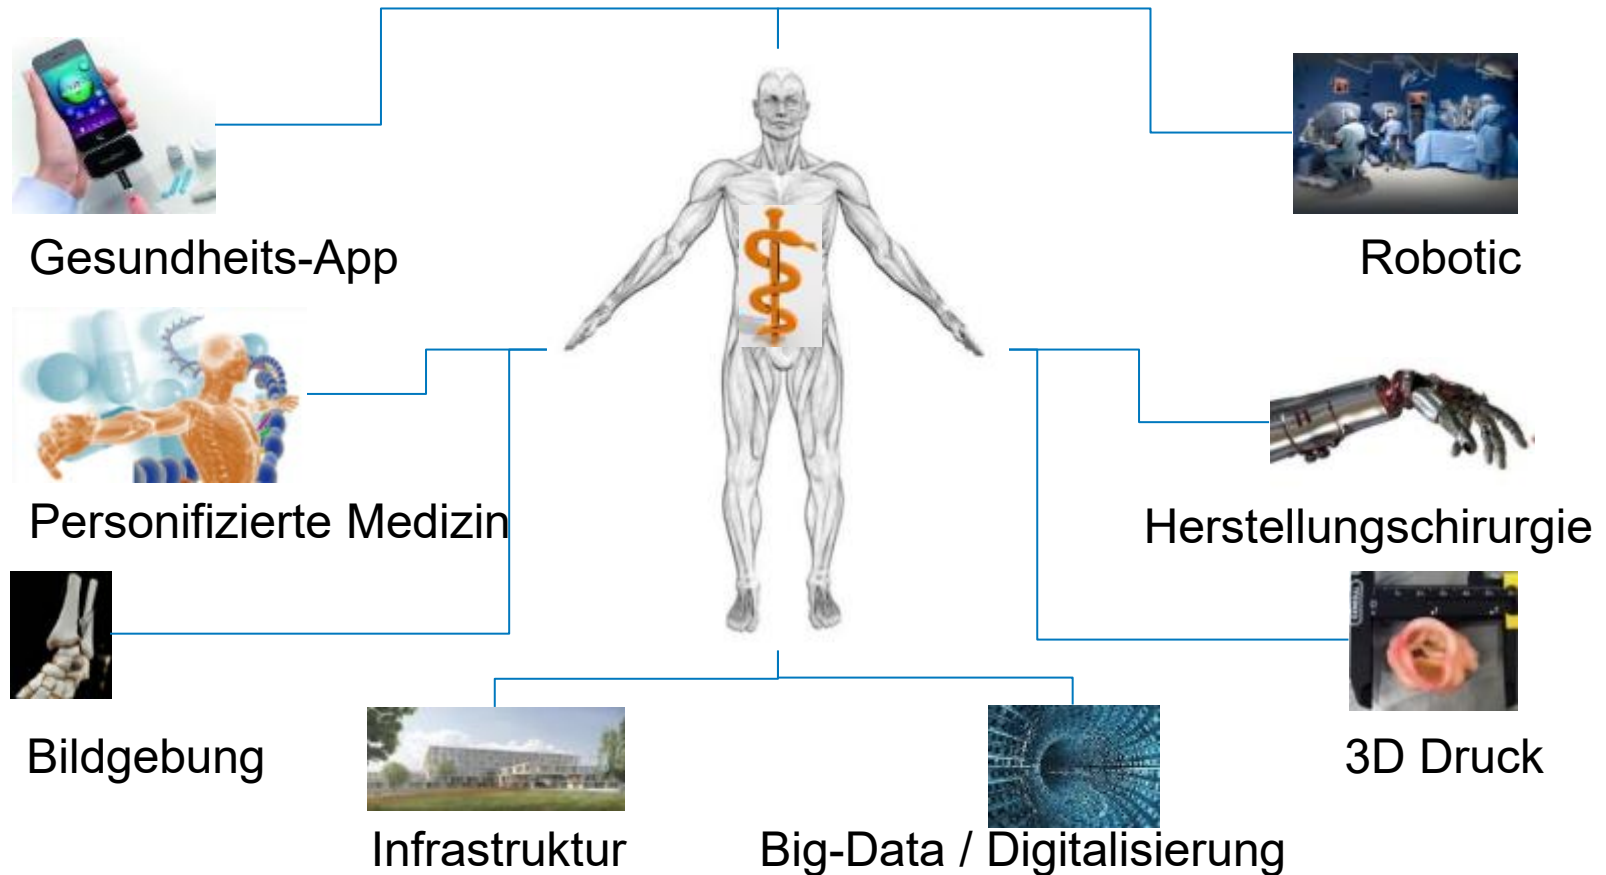 Gesundheits-App
Robotic
Personifizierte Medizin
Herstellungschirurgie
Bildgebung
3D Druck
Infrastruktur
Big-Data / Digitalisierung